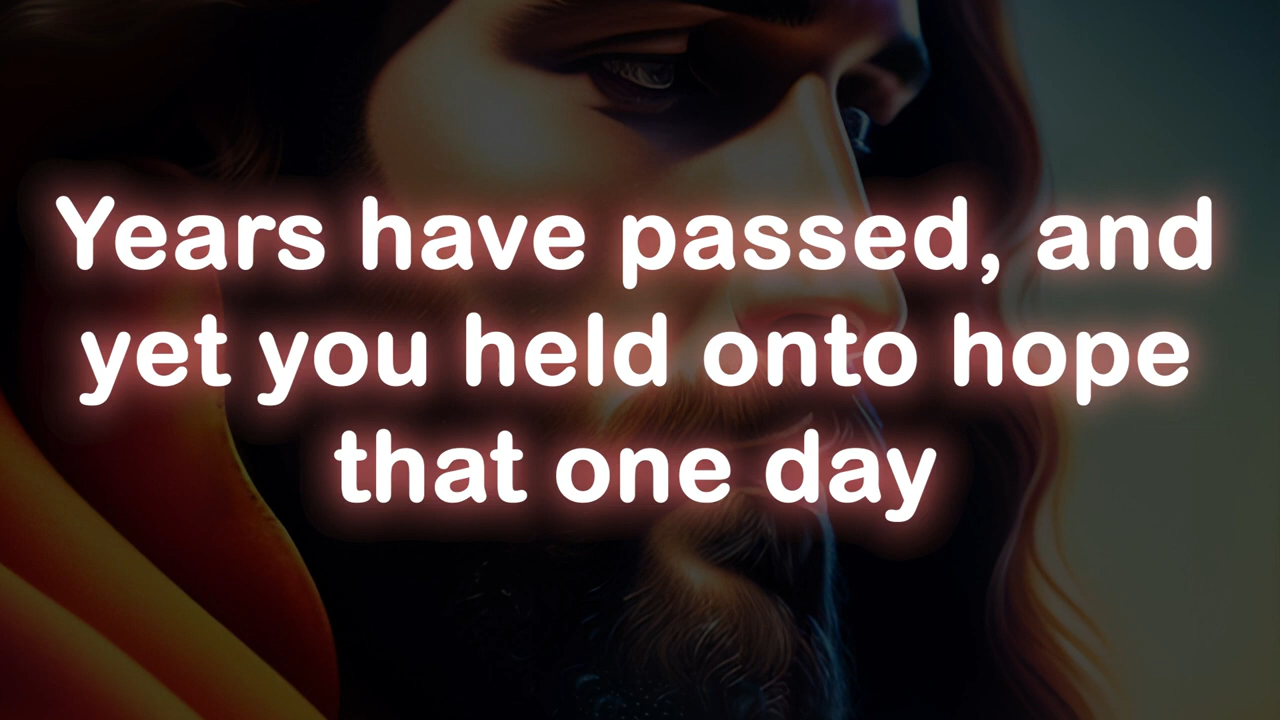 Years have passed, and
yet you held onto hope
that one day